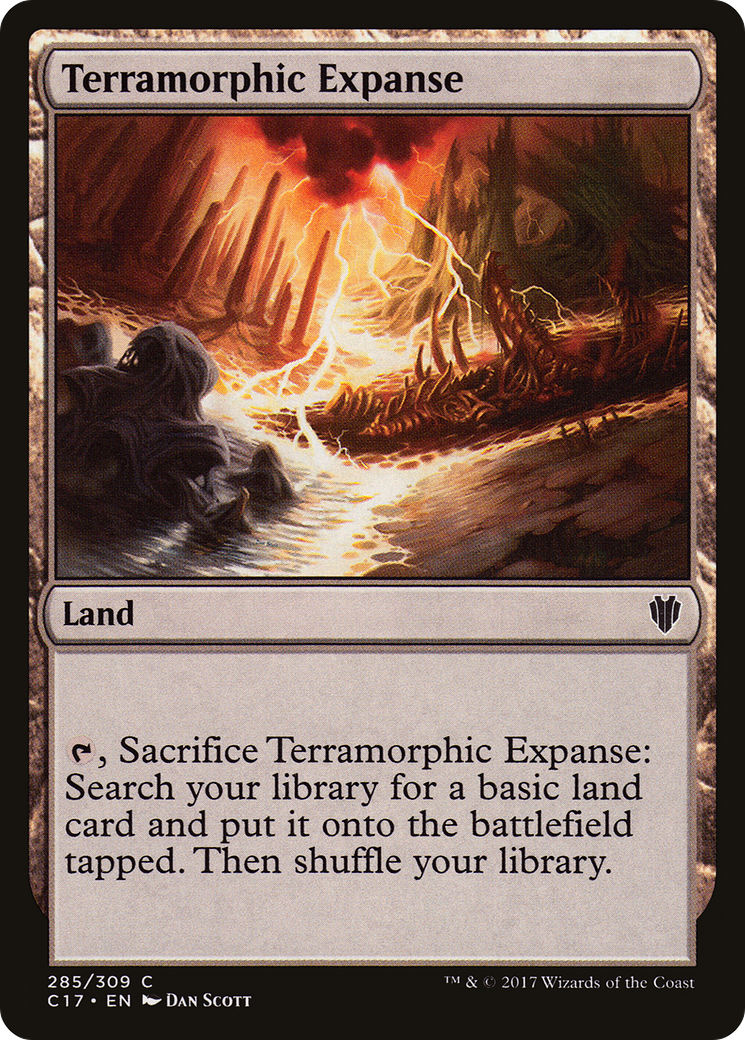 Terramorphic Expanse
Land
, Sacrifice Terramorphic Expanse:
Search your library for a basic land
card and put it onto the battlefield
tapped. Then shuffle your library.
285/309 C
C17 • EN DAN SCOTT
™ & © 2017 Wizards of the Coast